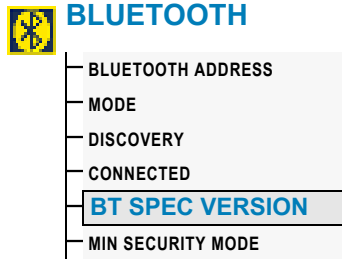 BLUETOOTH
BLUETOOTH ADDRESS
MODE
DISCOVERY
CONNECTED
BT SPEC VERSION
MIN SECURITY MODE